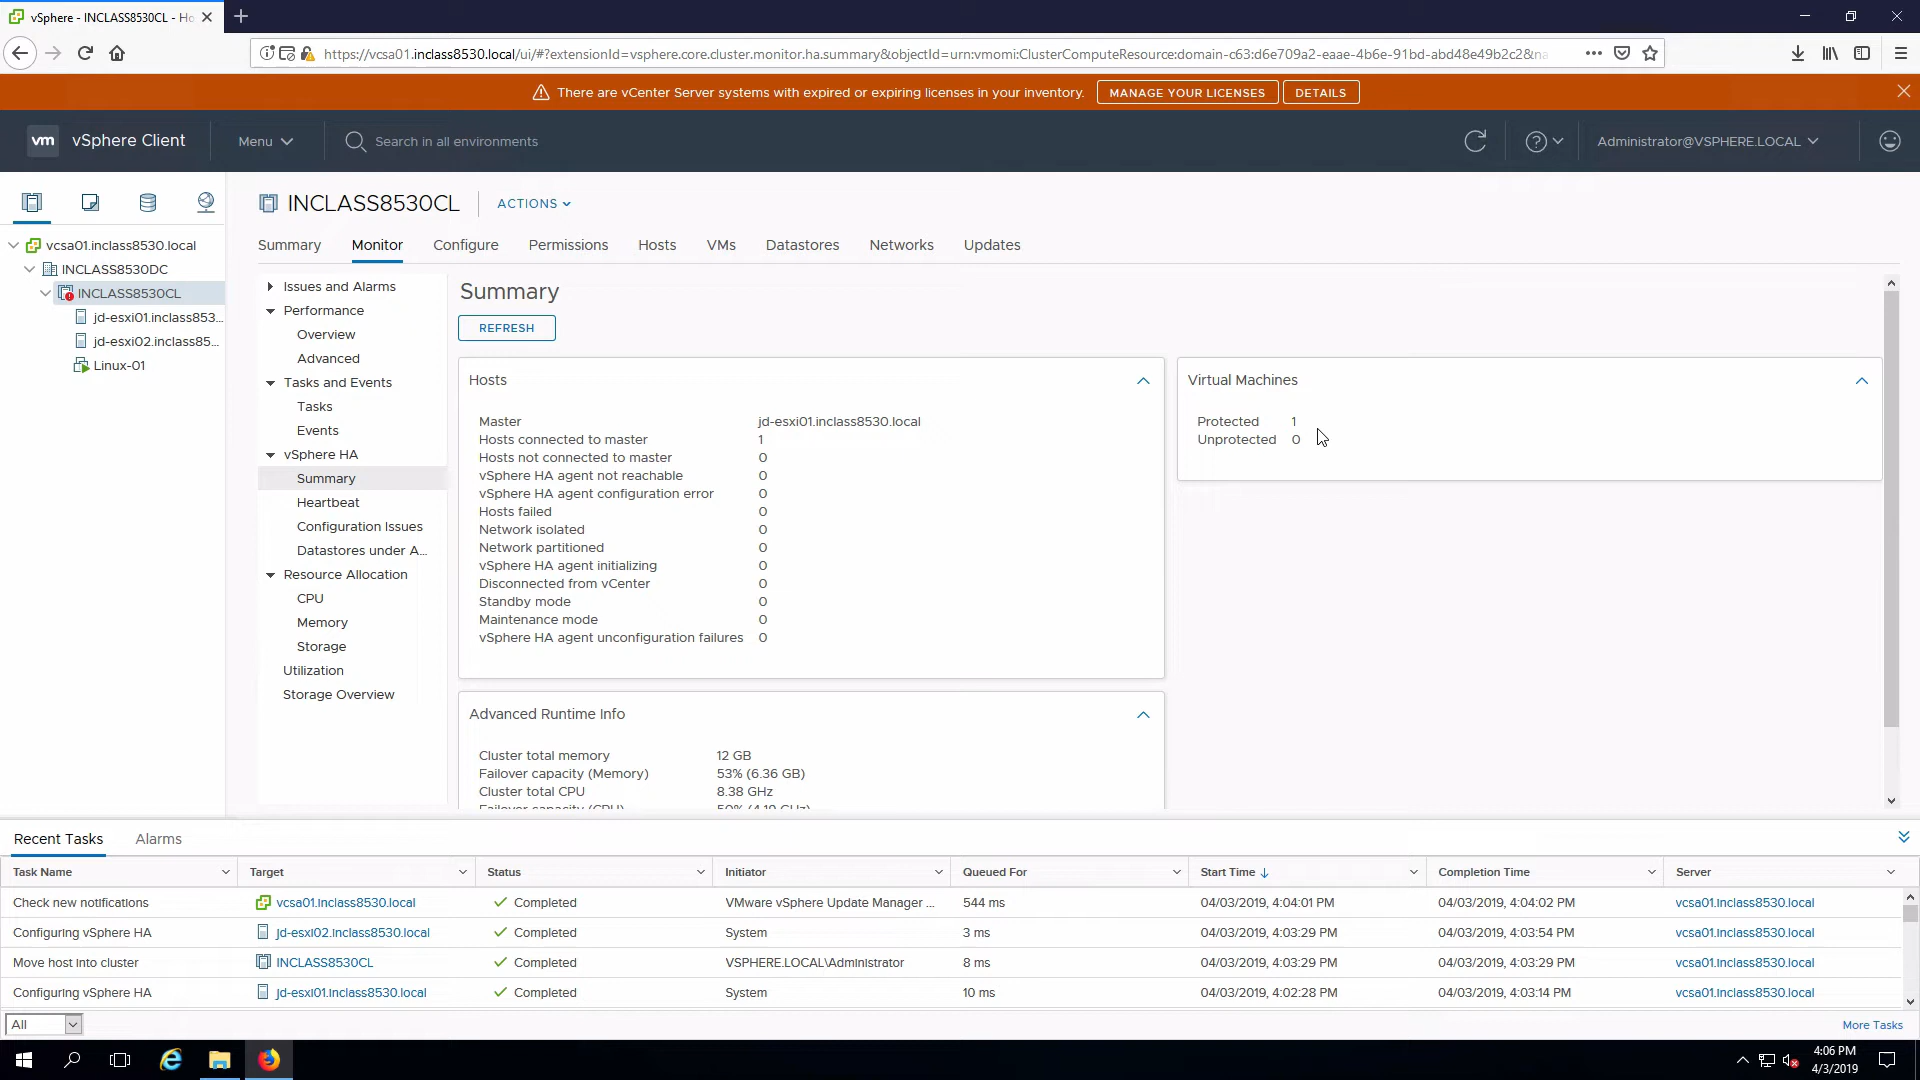 vSphere - INCLASS8530CL - Ho
https://vcsa01.inclass8530.local/ui/#?extensionId=vsphere.core.cluster.monitor.ha.summary&objectId=urn:vmomi:ClusterComputeResource:domain-c63:d6e709a2-eaae-4b6e-91bd-abd48e49b2c2&na
There are vCenter Server systems with expired or expiring licenses in your inventory. MANAGE YOUR LICENSES DETAILS
vm vSphere Client Menu Search in all environments Administrator@VSPHERE.LOCAL
INCLASS8530CL ACTIONS
Summary Monitor Configure Permissions Hosts VMs Datastores Networks Updates
vcsa01.inclass8530.local
INCLASS8530DC
INCLASS8530CL
jd-esxi01.inclass853...
jd-esxi02.inclass85...
Linux-01
Issues and Alarms
Performance
Overview
Advanced
Tasks and Events
Tasks
Events
vSphere HA
Summary
Heartbeat
Configuration Issues
Datastores under A...
Resource Allocation
CPU
Memory
Storage
Utilization
Storage Overview
Summary
REFRESH
Hosts
Master jd-esxi01.inclass8530.local
Hosts connected to master 1
Hosts not connected to master 0
vSphere HA agent not reachable 0
vSphere HA agent configuration error 0
Hosts failed 0
Network isolated 0
Network partitioned 0
vSphere HA agent initializing 0
Disconnected from vCenter 0
Standby mode 0
Maintenance mode 0
vSphere HA agent unconfiguration failures 0
Virtual Machines
Protected 1
Unprotected 0
Advanced Runtime Info
Cluster total memory 12 GB
Failover capacity (Memory) 53% (6.36 GB)
Cluster total CPU 8.38 GHz
Failover capacity (CPU) 50% (4.19 GHz)
Recent Tasks Alarms
Task Name Target Status Initiator Queued For Start Time Completion Time Server
Check new notifications vcsa01.inclass8530.local Completed VMware vSphere Update Manager ... 544 ms 04/03/2019, 4:04:01 PM 04/03/2019, 4:04:02 PM vcsa01.inclass8530.local
Configuring vSphere HA jd-esxi02.inclass8530.local Completed System 3 ms 04/03/2019, 4:03:29 PM 04/03/2019, 4:03:54 PM vcsa01.inclass8530.local
Move host into cluster INCLASS8530CL Completed VSPHERE.LOCAL\Administrator 8 ms 04/03/2019, 4:03:29 PM 04/03/2019, 4:03:29 PM vcsa01.inclass8530.local
Configuring vSphere HA jd-esxi01.inclass8530.local Completed System 10 ms 04/03/2019, 4:02:28 PM 04/03/2019, 4:03:14 PM vcsa01.inclass8530.local
All More Tasks
4:06 PM
4/3/2019